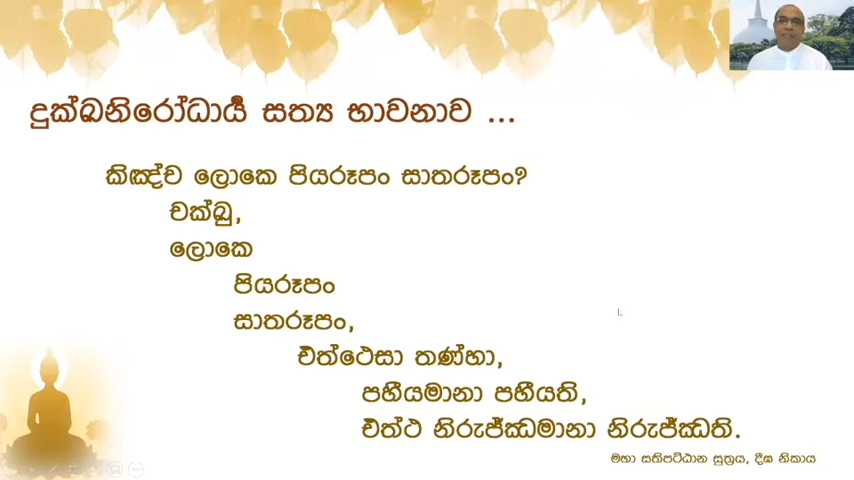 දුක්ඛනිරෝධාර්‍ය සත්‍ය භාවනාව ...
කිඤ්ච ලොකෙ පියරූපං සාතරූපං?
චක්ඛු,
ලොකෙ
පියරූපං
සාතරූපං,
එත්ථෙසා තණ්හා,
පහීයමානා පහීයති,
එත්ථ නිරුජ්ඣමානා නිරුජ්ඣති.
මහා සතිපට්ඨාන සුත්‍රය, දීඝ නිකාය